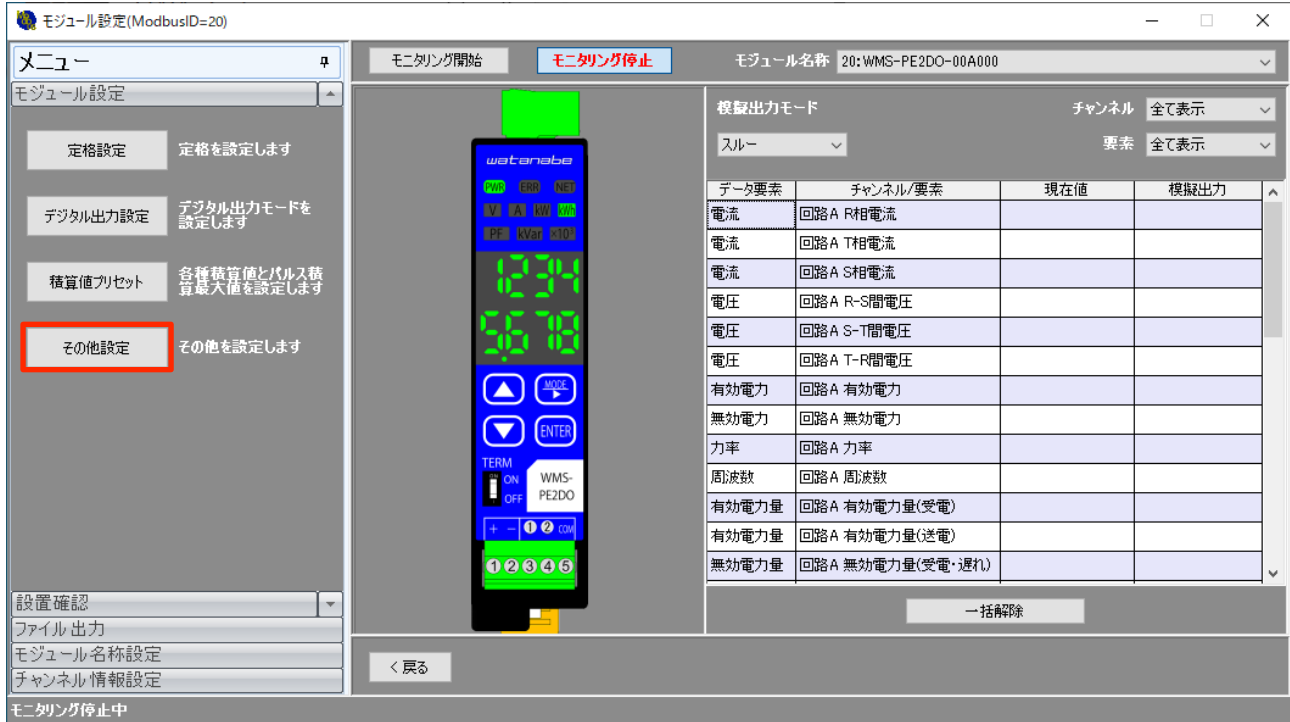 モジュール設定(ModbusID=20)
メニュー
モジュール設定
定格設定
定格を設定します
デジタル出力設定
デジタル出力モードを
設定します
積算値プリセット
各種積算値とパルス積
算最大値を設定します
その他設定
その他を設定します
設置確認
ファイル出力
モジュール名称設定
チャンネル情報設定
モニタリング開始
モニタリング停止
モジュール名称
20:WMS-PE2DO-00A000
watanabe
PWR ERR NET
V A kW kWh
PF kVar ×10³
1234
5.678
MODE
ENTER
TERM
ON
OFF
WMS-
PE2DO
+ - ① ② COM
① ② ③ ④ ⑤
模擬出力モード
チャンネル 全て表示
スルー
要素 全て表示
データ要素 チャンネル/要素 現在値 模擬出力
電流 回路A R相電流
電流 回路A T相電流
電流 回路A S相電流
電圧 回路A R-S間電圧
電圧 回路A S-T間電圧
電圧 回路A T-R間電圧
有効電力 回路A 有効電力
無効電力 回路A 無効電力
力率 回路A 力率
周波数 回路A 周波数
有効電力量 回路A 有効電力量(受電)
有効電力量 回路A 有効電力量(送電)
無効電力量 回路A 無効電力量(受電・遅れ)
一括解除
< 戻る
モニタリング停止中